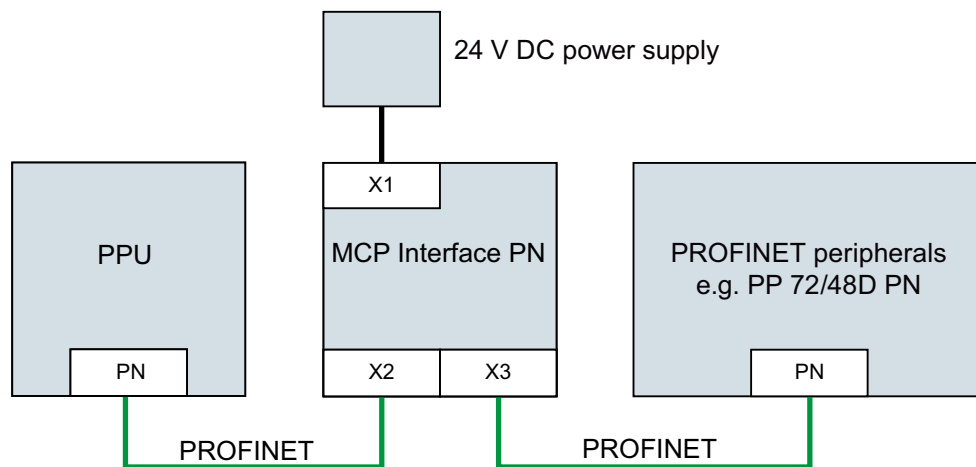 24 V DC power supply
X1
PPU
MCP Interface PN
PROFINET peripherals
e.g. PP 72/48D PN
PN
X2
X3
PN
PROFINET
PROFINET